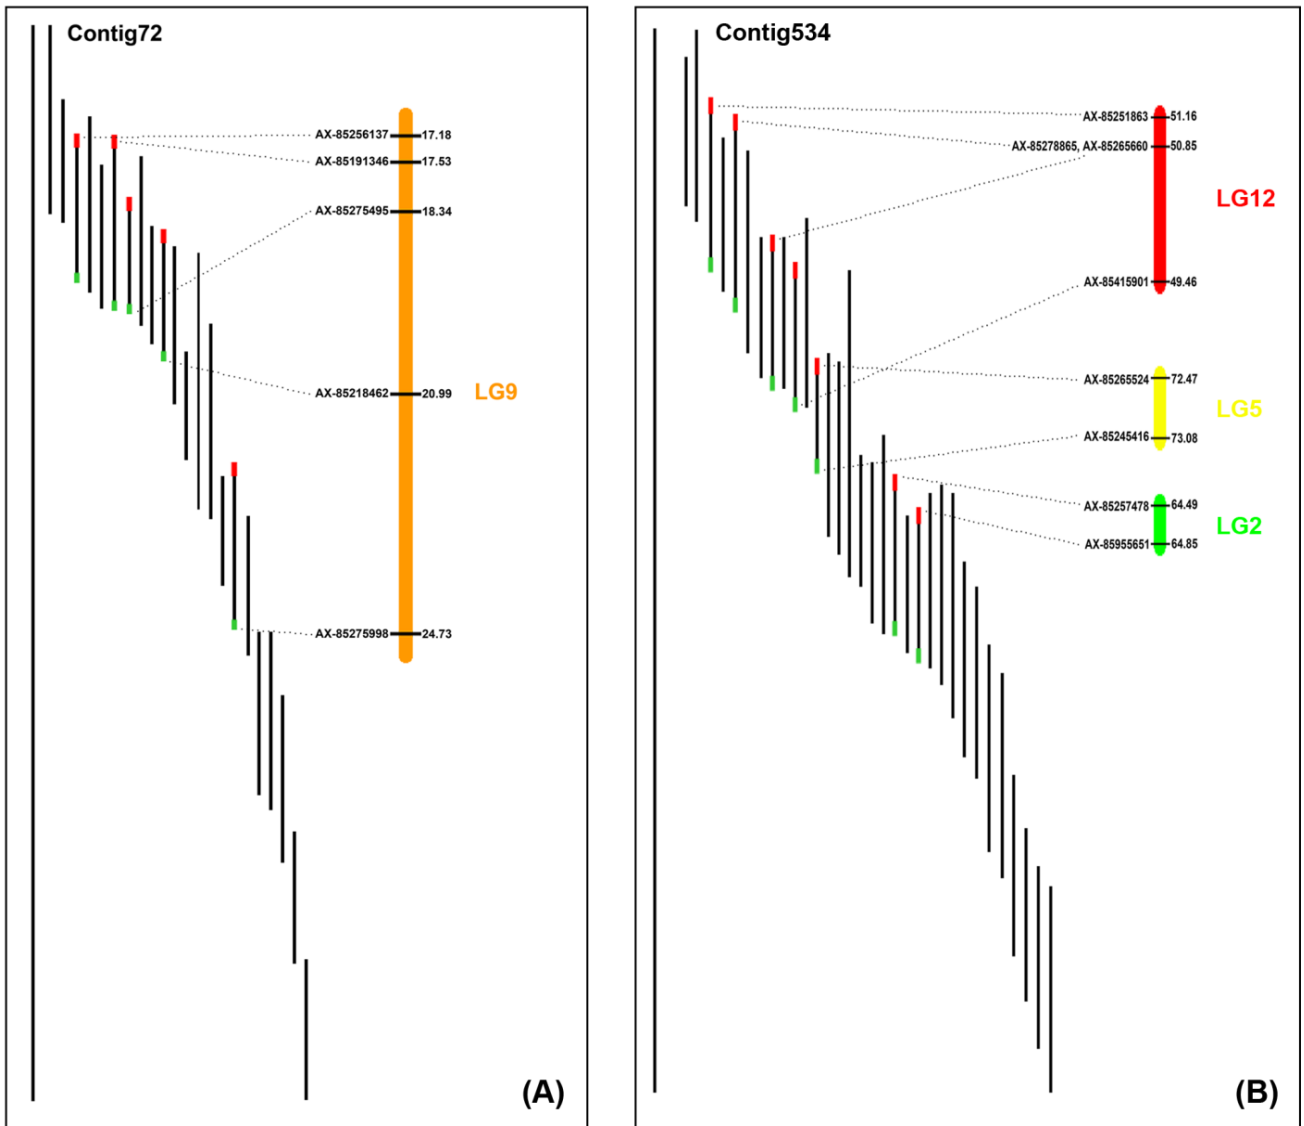 Contig72
AX-85256137 17.18
AX-85191346 17.53
AX-85275495 18.34
AX-85218462 20.99
LG9
AX-85275998 24.73
(A)
Contig534
AX-85251863 51.16
AX-85278865, AX-85265660 50.85
LG12
AX-85415901 49.46
AX-85265524 72.47
LG5
AX-85245416 73.08
AX-85257478 64.49
LG2
AX-85955651 64.85
(B)